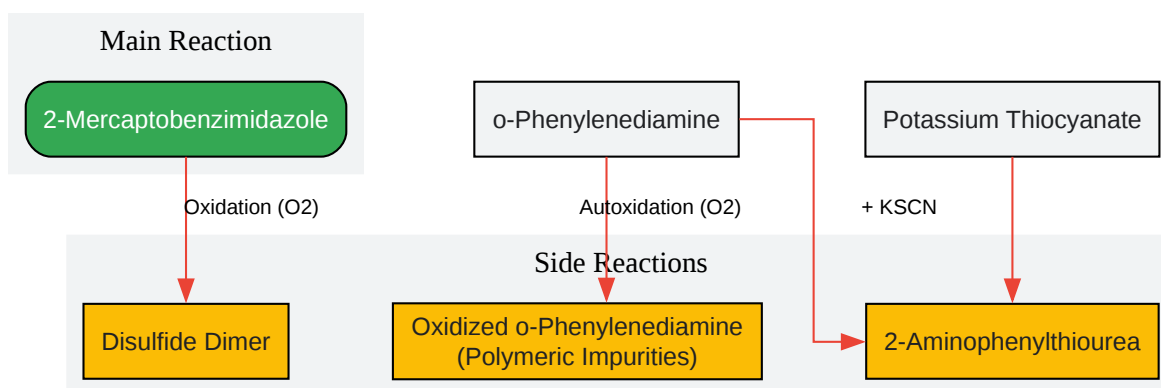 Main Reaction
2-Mercaptobenzimidazole
o-Phenylenediamine
Potassium Thiocyanate
Oxidation (O2)
Autoxidation (O2)
+ KSCN
Side Reactions
Disulfide Dimer
Oxidized o-Phenylenediamine
(Polymeric Impurities)
2-Aminophenylthiourea